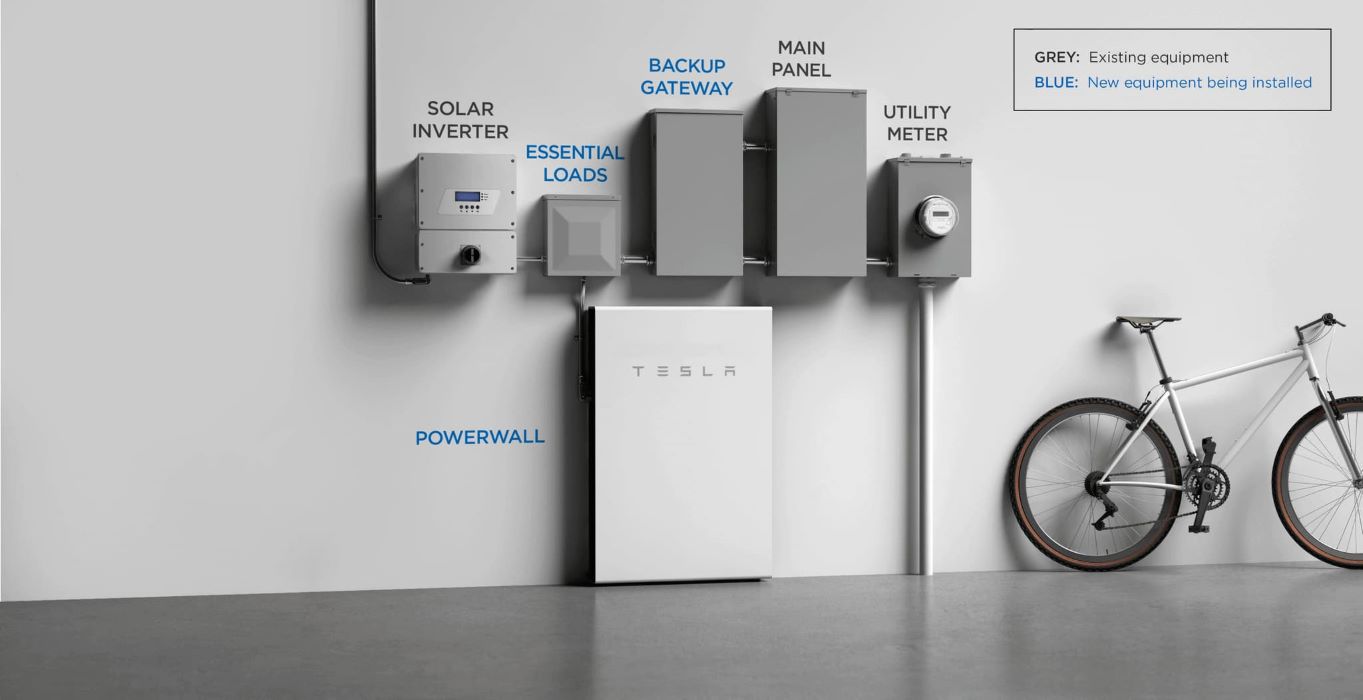 GREY: Existing equipment
BLUE: New equipment being installed
MAIN
PANEL
BACKUP
GATEWAY
SOLAR
INVERTER
UTILITY
METER
ESSENTIAL
LOADS
TESLA
POWERWALL